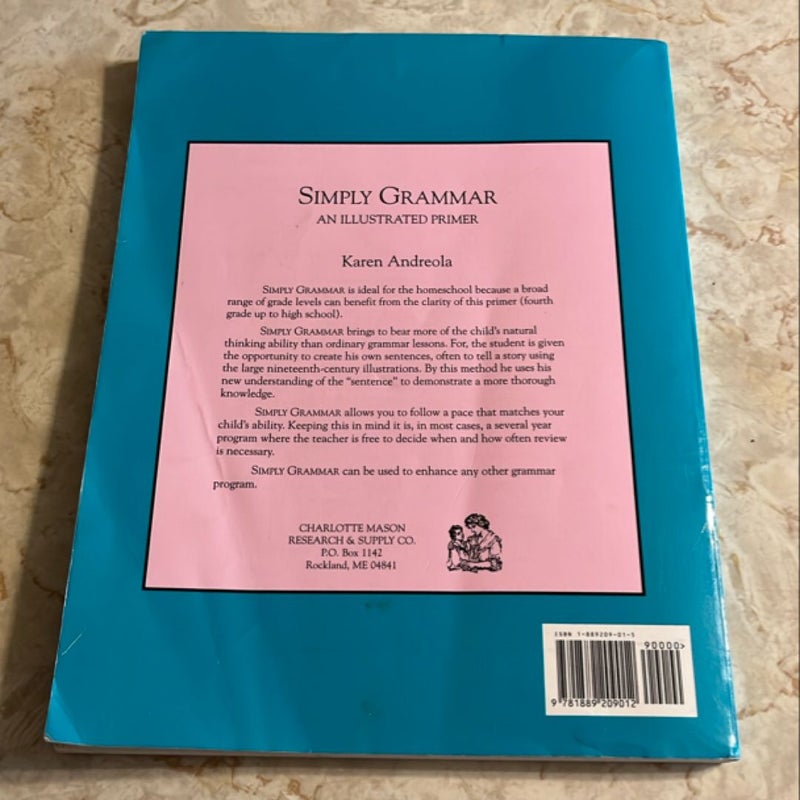 SIMPLY GRAMMAR
AN ILLUSTRATED PRIMER
Karen Andreola
SIMPLY GRAMMAR is ideal for the homeschool because a broad
range of grade levels can benefit from the clarity of this primer (fourth
grade up to high school).
SIMPLY GRAMMAR brings to bear more of the child's natural
thinking ability than ordinary grammar lessons. For, the student is given
the opportunity to create his own sentences, often to tell a story using
the large nineteenth-century illustrations. By this method he uses his
new understanding of the "sentence" to demonstrate a more thorough
knowledge.
SIMPLY GRAMMAR allows you to follow a pace that matches your
child's ability. Keeping this in mind it is, in most cases, a several year
program where the teacher is free to decide when and how often review
is necessary.
SIMPLY GRAMMAR can be used to enhance any other grammar
program.
CHARLOTTE MASON
RESEARCH & SUPPLY CO.
P.O. Box 1142
Rockland, ME 04841
ISBN 1-889209-01-5
90000>
9 781889 209012